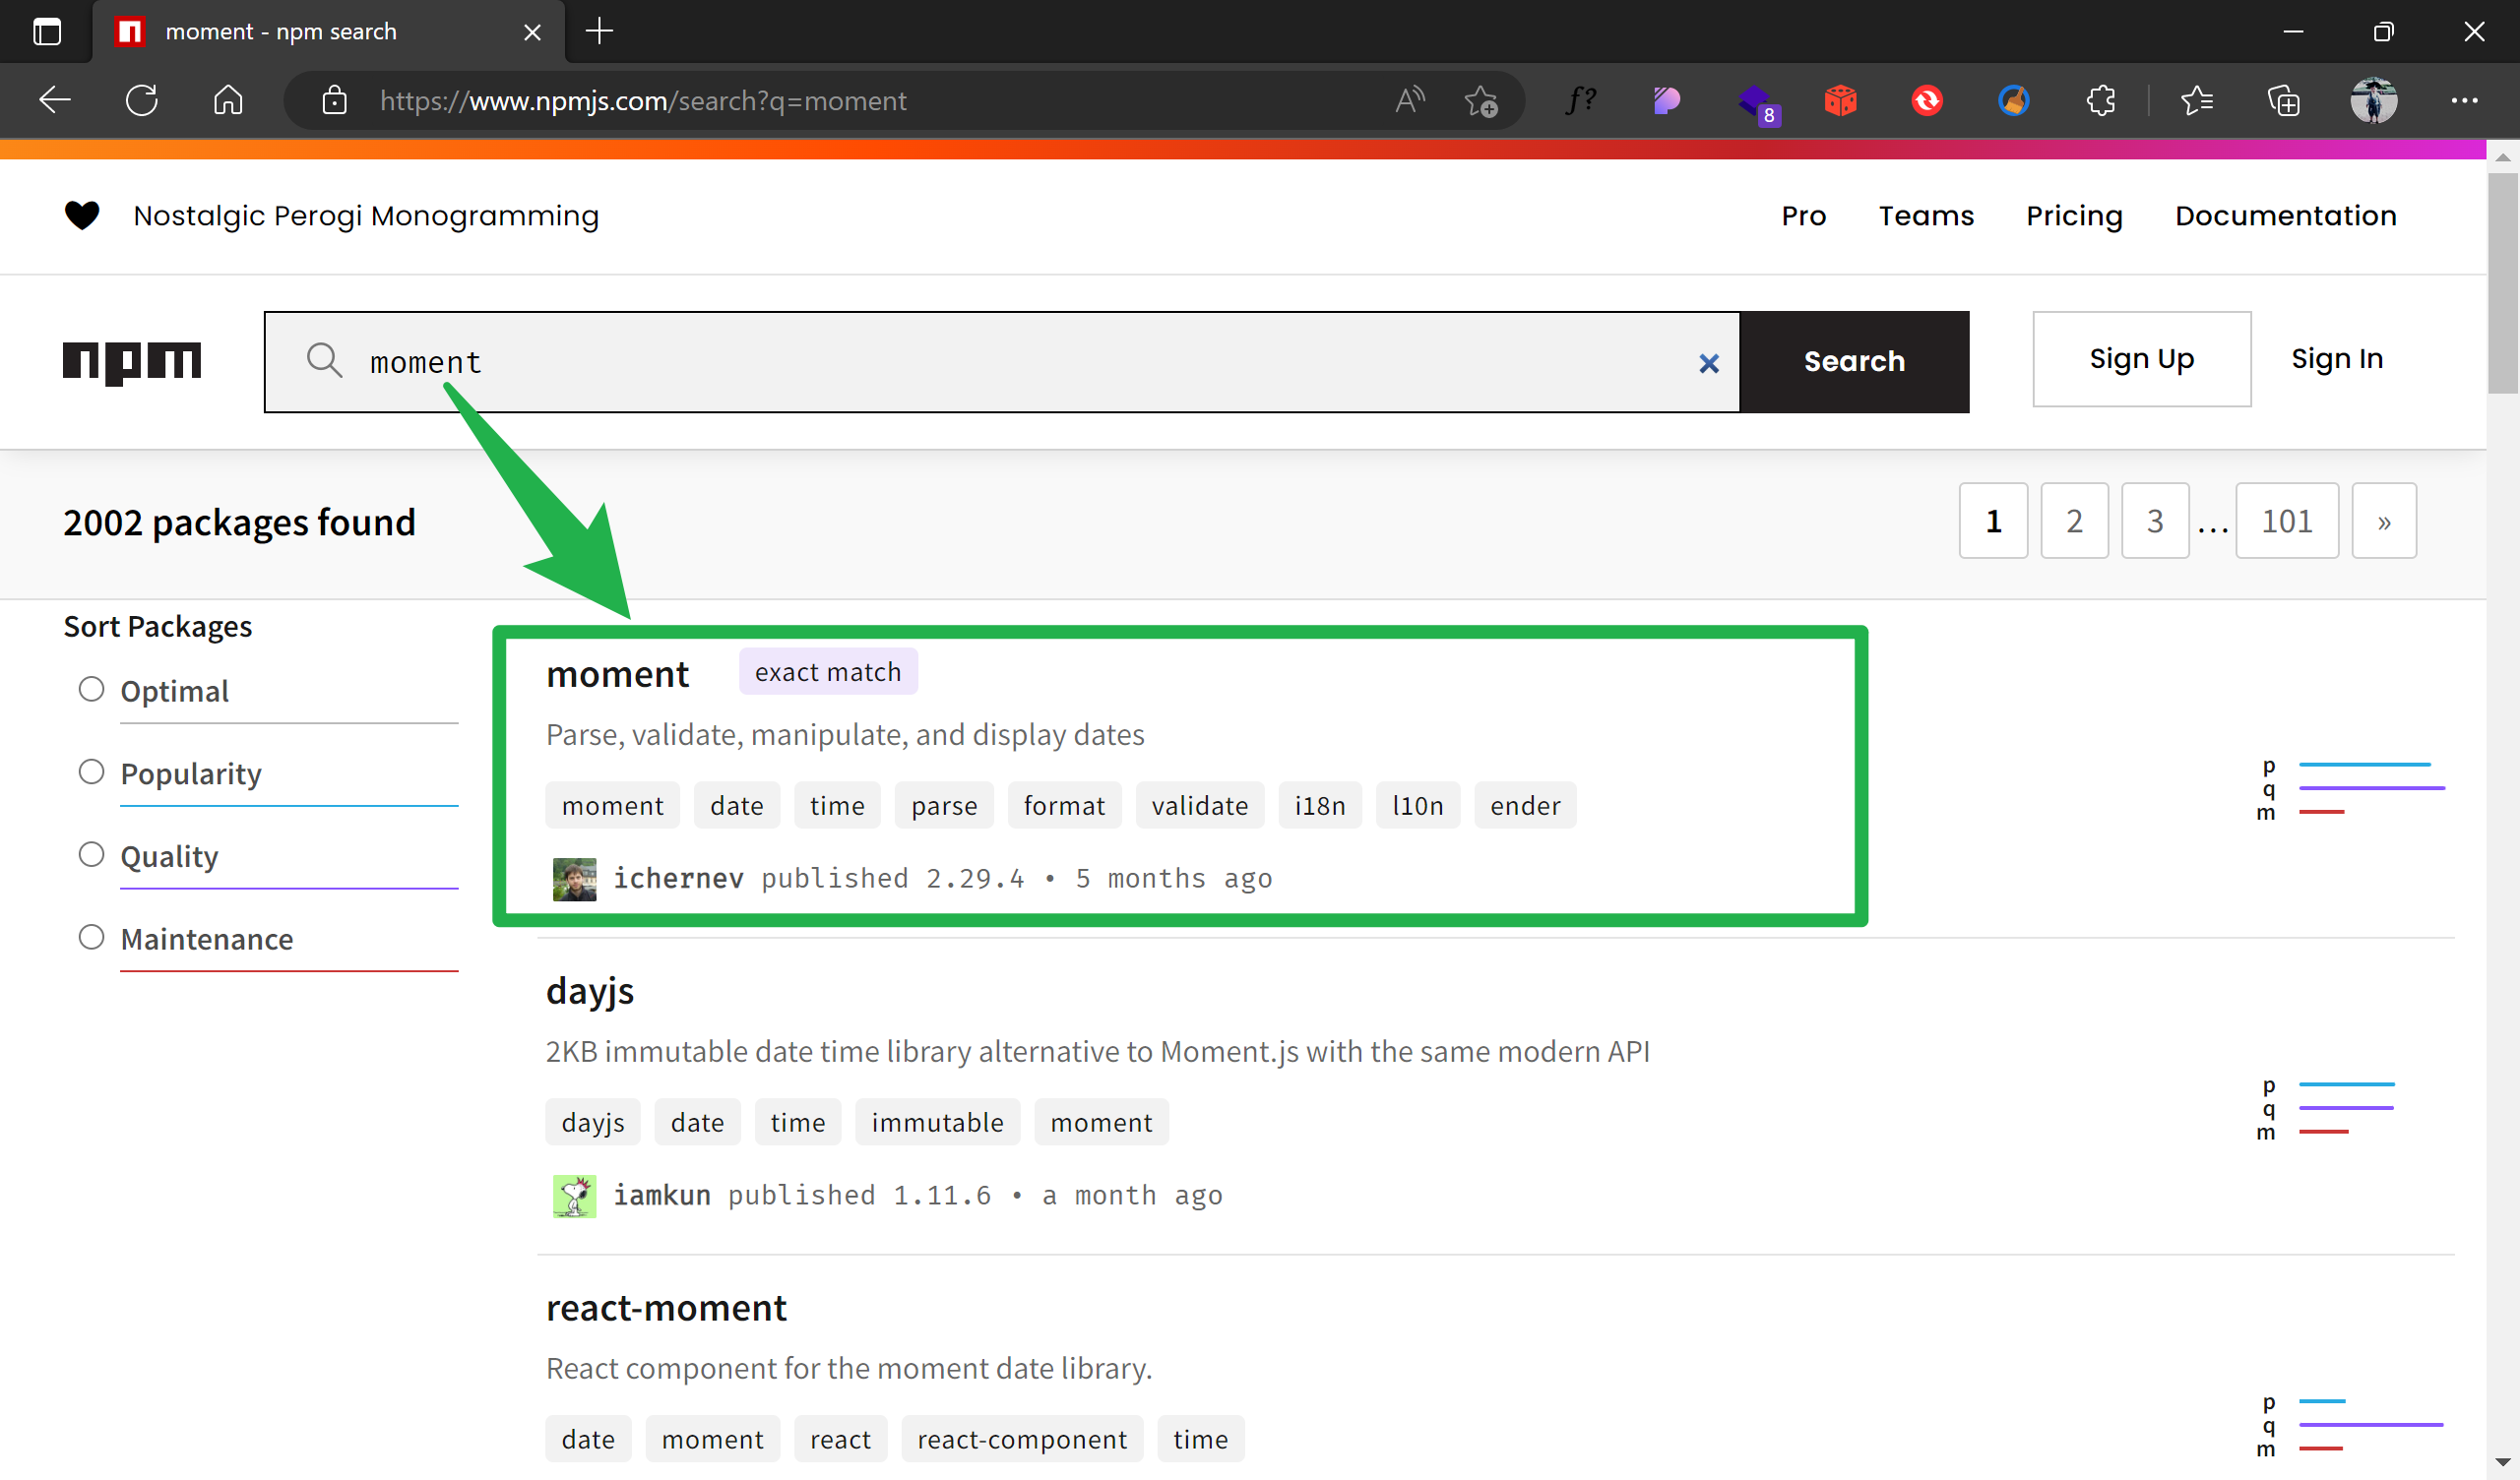 moment - npm search
https://www.npmjs.com/search?q=moment
8
Nostalgic Perogi Monogramming
Pro Teams Pricing Documentation
npm
moment
Search
Sign Up
Sign In
2002 packages found
1 2 3 ... 101 »
Sort Packages
Optimal
Popularity
Quality
Maintenance
moment exact match
Parse, validate, manipulate, and display dates
moment date time parse format validate i18n l10n ender
ichernev published 2.29.4 • 5 months ago
p
q
m
dayjs
2KB immutable date time library alternative to Moment.js with the same modern API
dayjs date time immutable moment
iamkun published 1.11.6 • a month ago
p
q
m
react-moment
React component for the moment date library.
date moment react react-component time
p
q
m